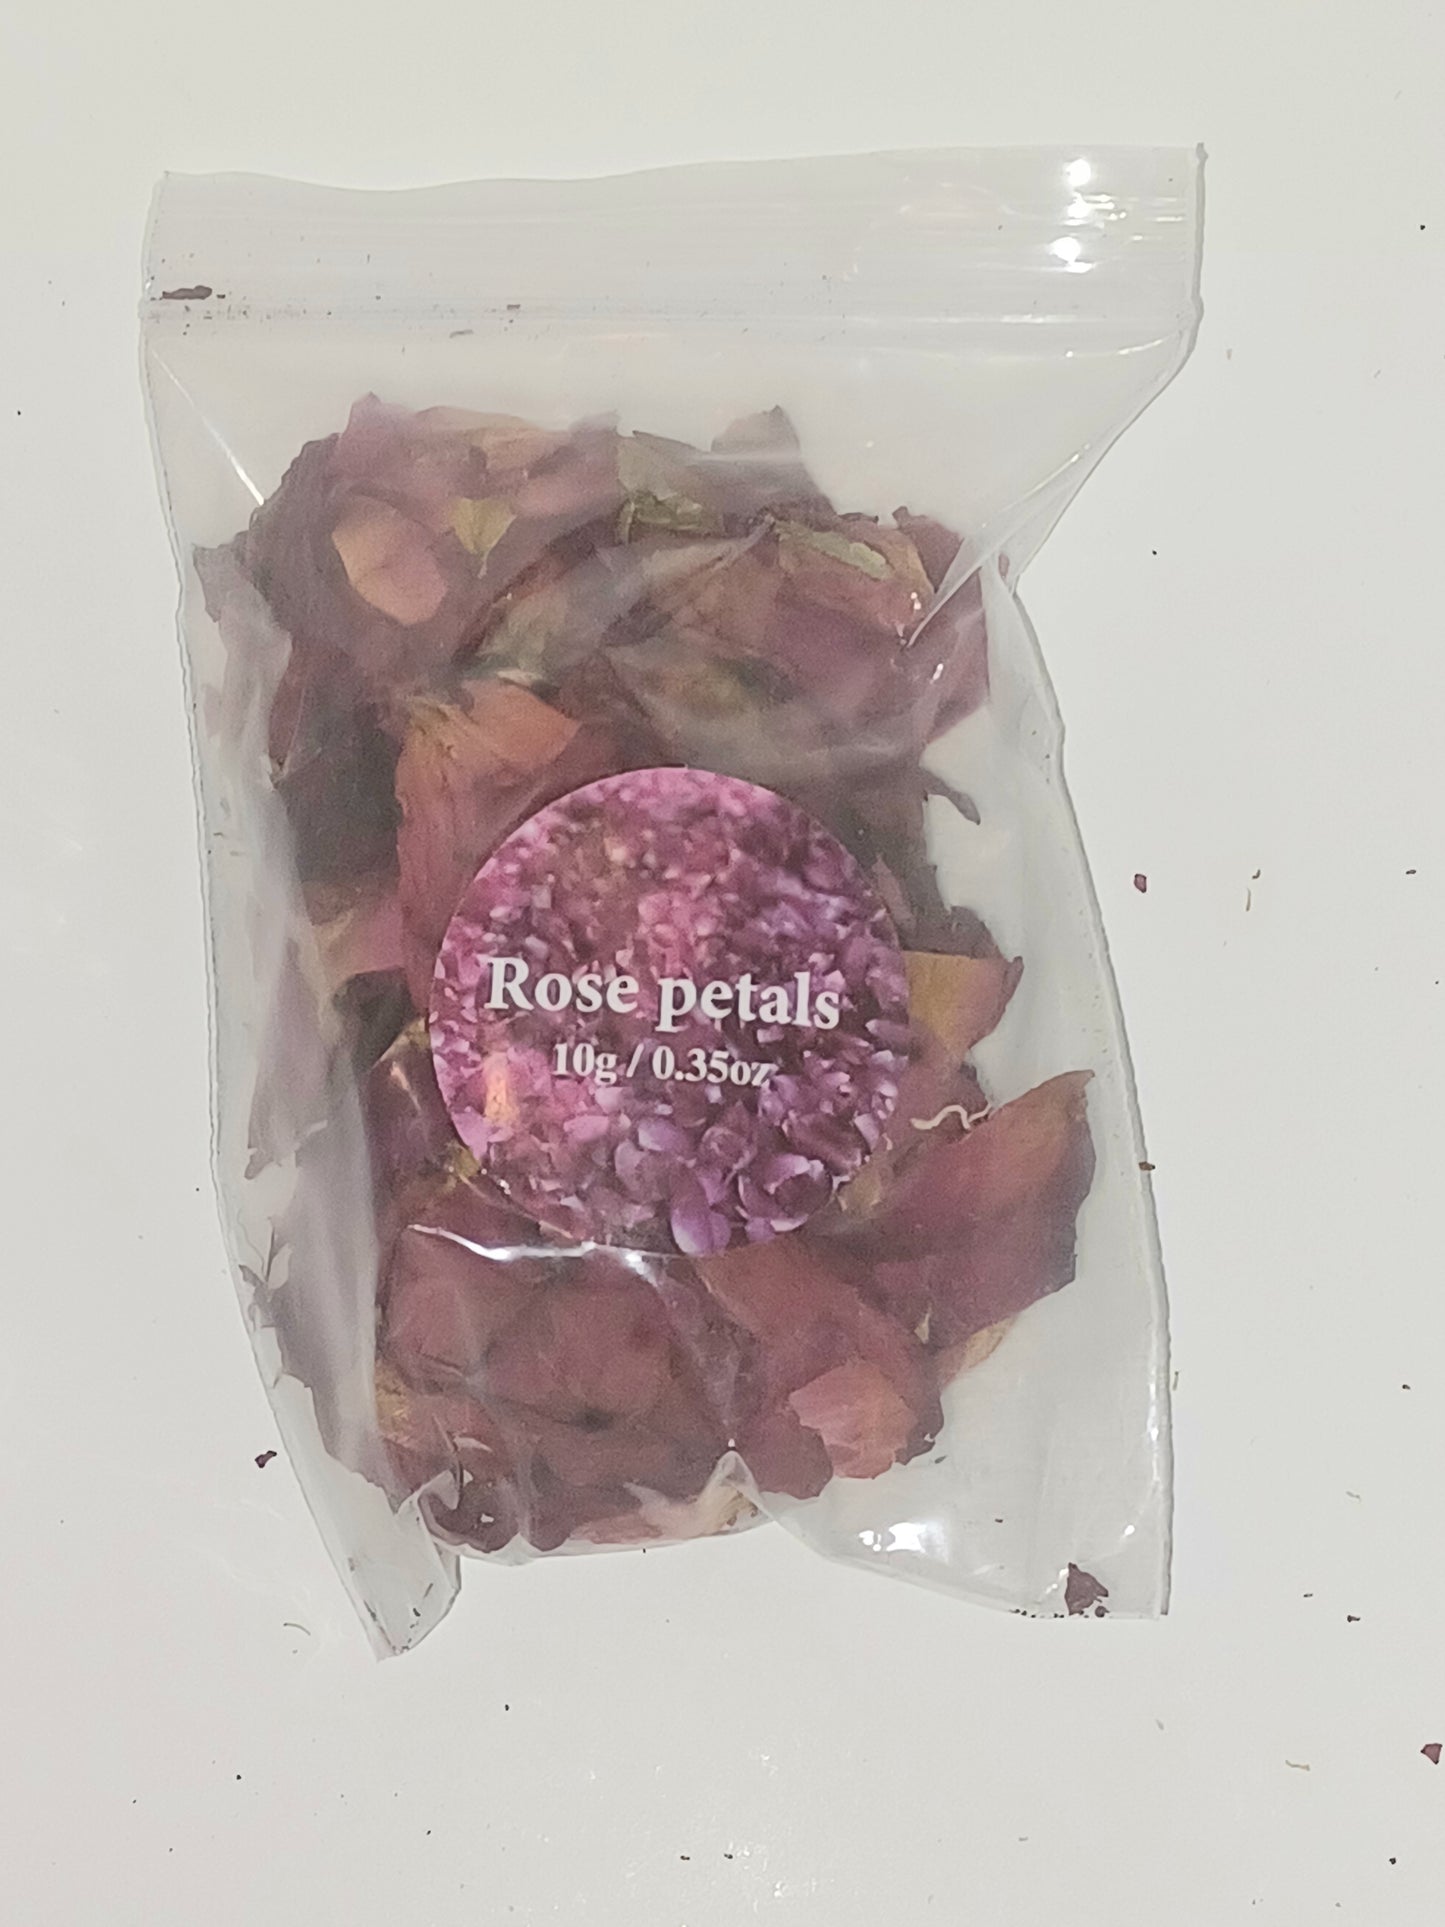 Rose petals
10g / 0.35oz